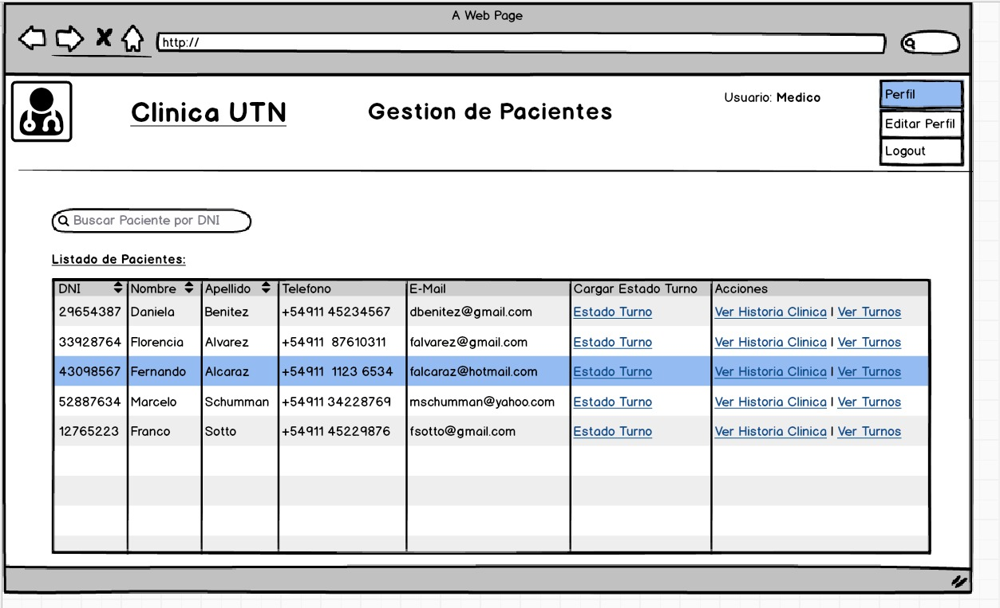 A Web Page
http://
Clinica UTN
Gestion de Pacientes
Usuario: Medico
Perfil
Editar Perfil
Logout
Buscar Paciente por DNI
Listado de Pacientes:
DNI Nombre Apellido Telefono E-Mail Cargar Estado Turno Acciones
29654387 Daniela Benitez +54911 45234567 dbenitez@gmail.com Estado Turno Ver Historia Clinica | Ver Turnos
33928764 Florencia Alvarez +54911 87610311 falvarez@gmail.com Estado Turno Ver Historia Clinica | Ver Turnos
43098567 Fernando Alcaraz +54911 1123 6534 falcaraz@hotmail.com Estado Turno Ver Historia Clinica | Ver Turnos
52887634 Marcelo Schumman +54911 34228769 mschumman@yahoo.com Estado Turno Ver Historia Clinica | Ver Turnos
12765223 Franco Sotto +54911 45229876 fsotto@gmail.com Estado Turno Ver Historia Clinica | Ver Turnos